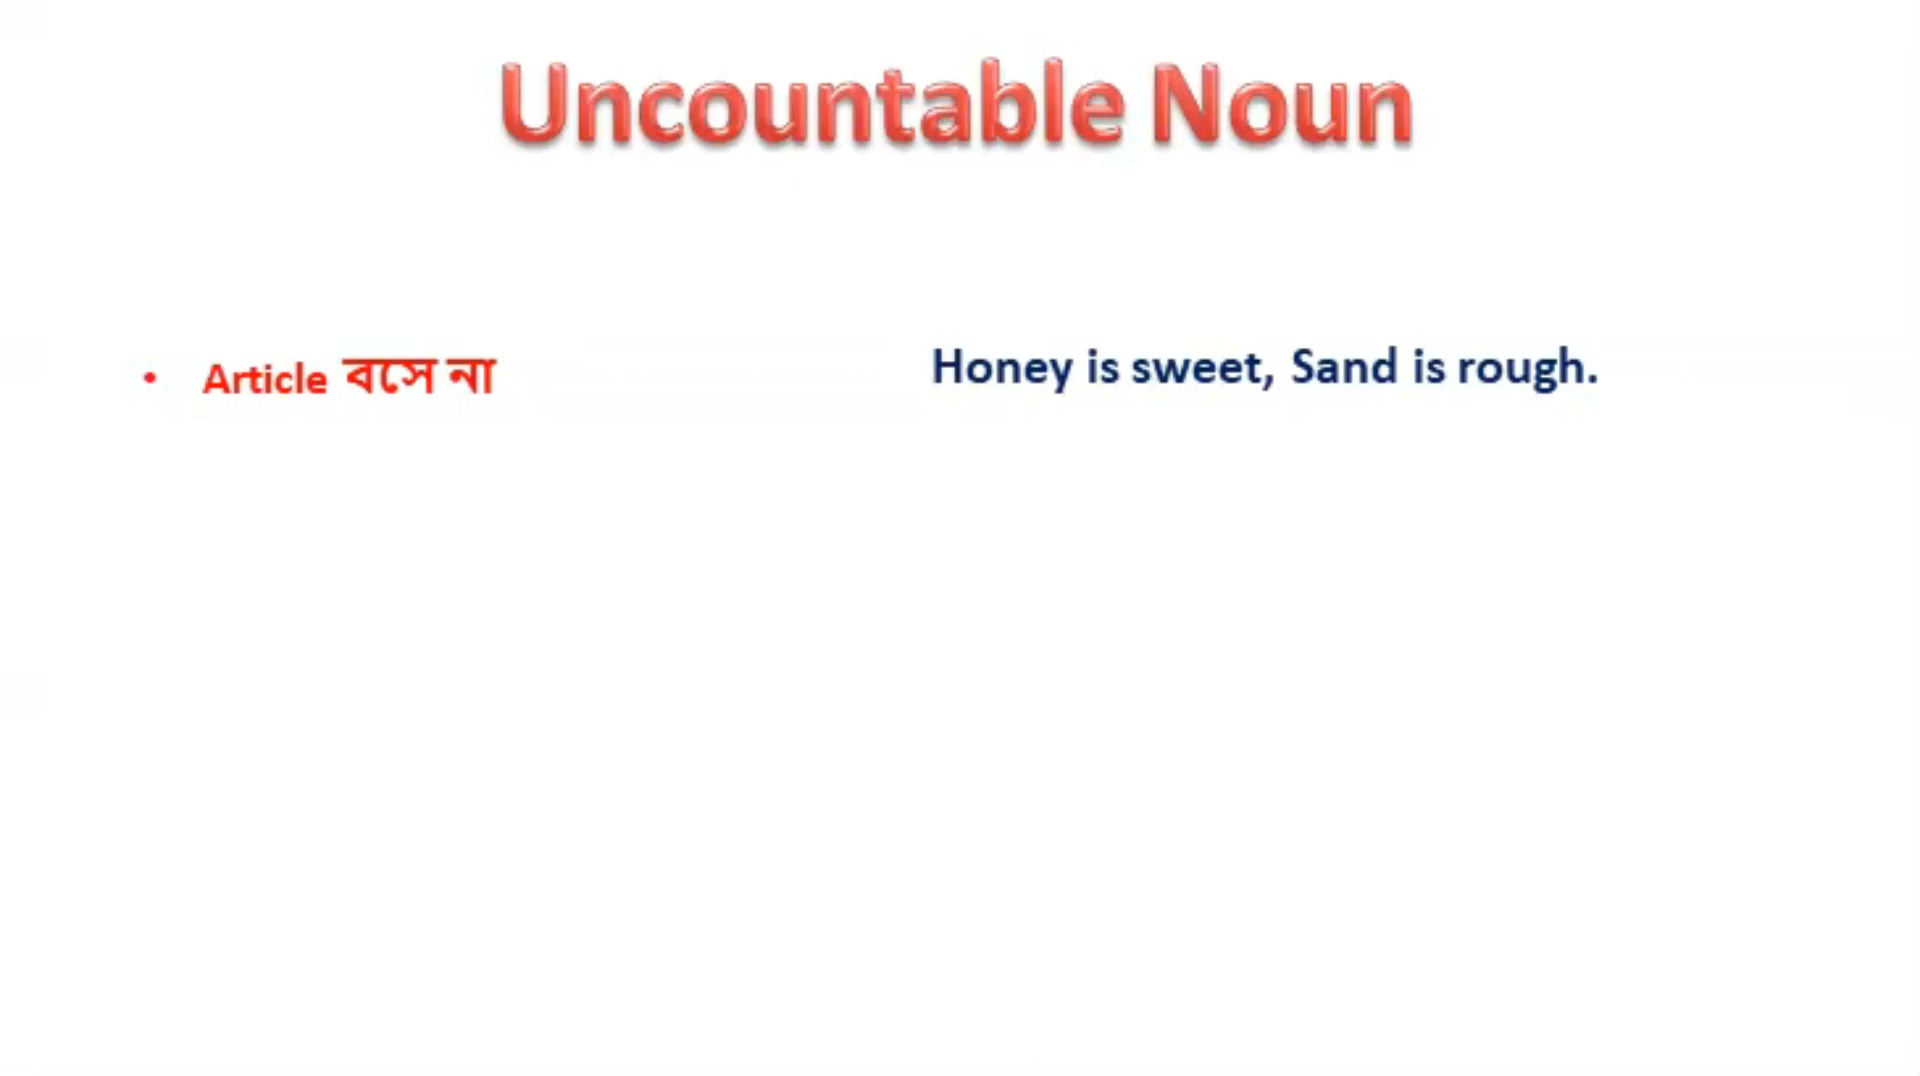 Uncountable Noun
• Article বসে না
Honey is sweet, Sand is rough.